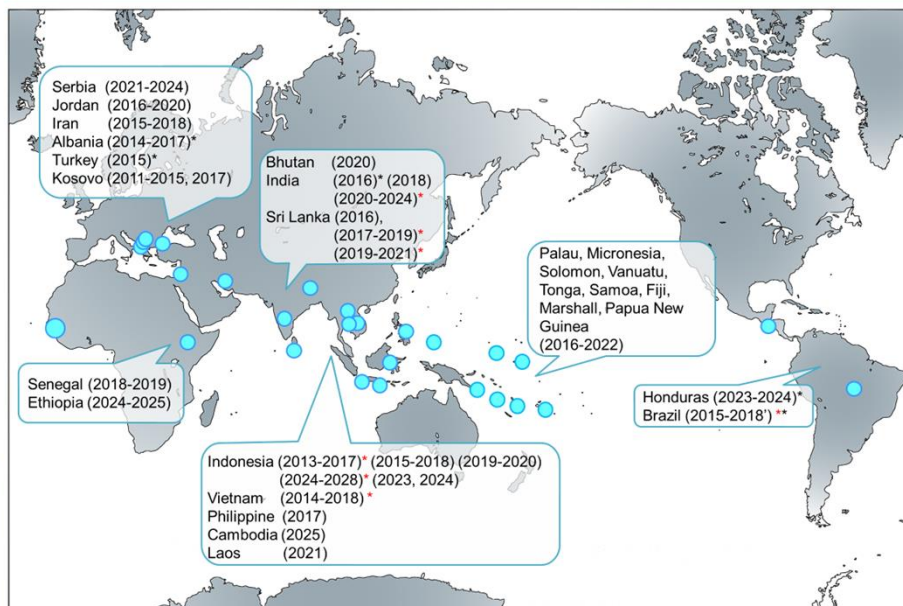 Serbia (2021-2024)
Jordan (2016-2020)
Iran (2015-2018)
Albania (2014-2017)*
Turkey (2015)*
Kosovo (2011-2015, 2017)
Bhutan (2020)
India (2016)* (2018)
(2020-2024)*
Sri Lanka (2016),
(2017-2019)*
(2019-2021)*
Palau, Micronesia,
Solomon, Vanuatu,
Tonga, Samoa, Fiji,
Marshall, Papua New
Guinea
(2016-2022)
Senegal (2018-2019)
Ethiopia (2024-2025)
Honduras (2023-2024)*
Brazil (2015-2018') **
Indonesia (2013-2017)* (2015-2018) (2019-2020)
(2024-2028)* (2023, 2024)
Vietnam (2014-2018) *
Philippine (2017)
Cambodia (2025)
Laos (2021)